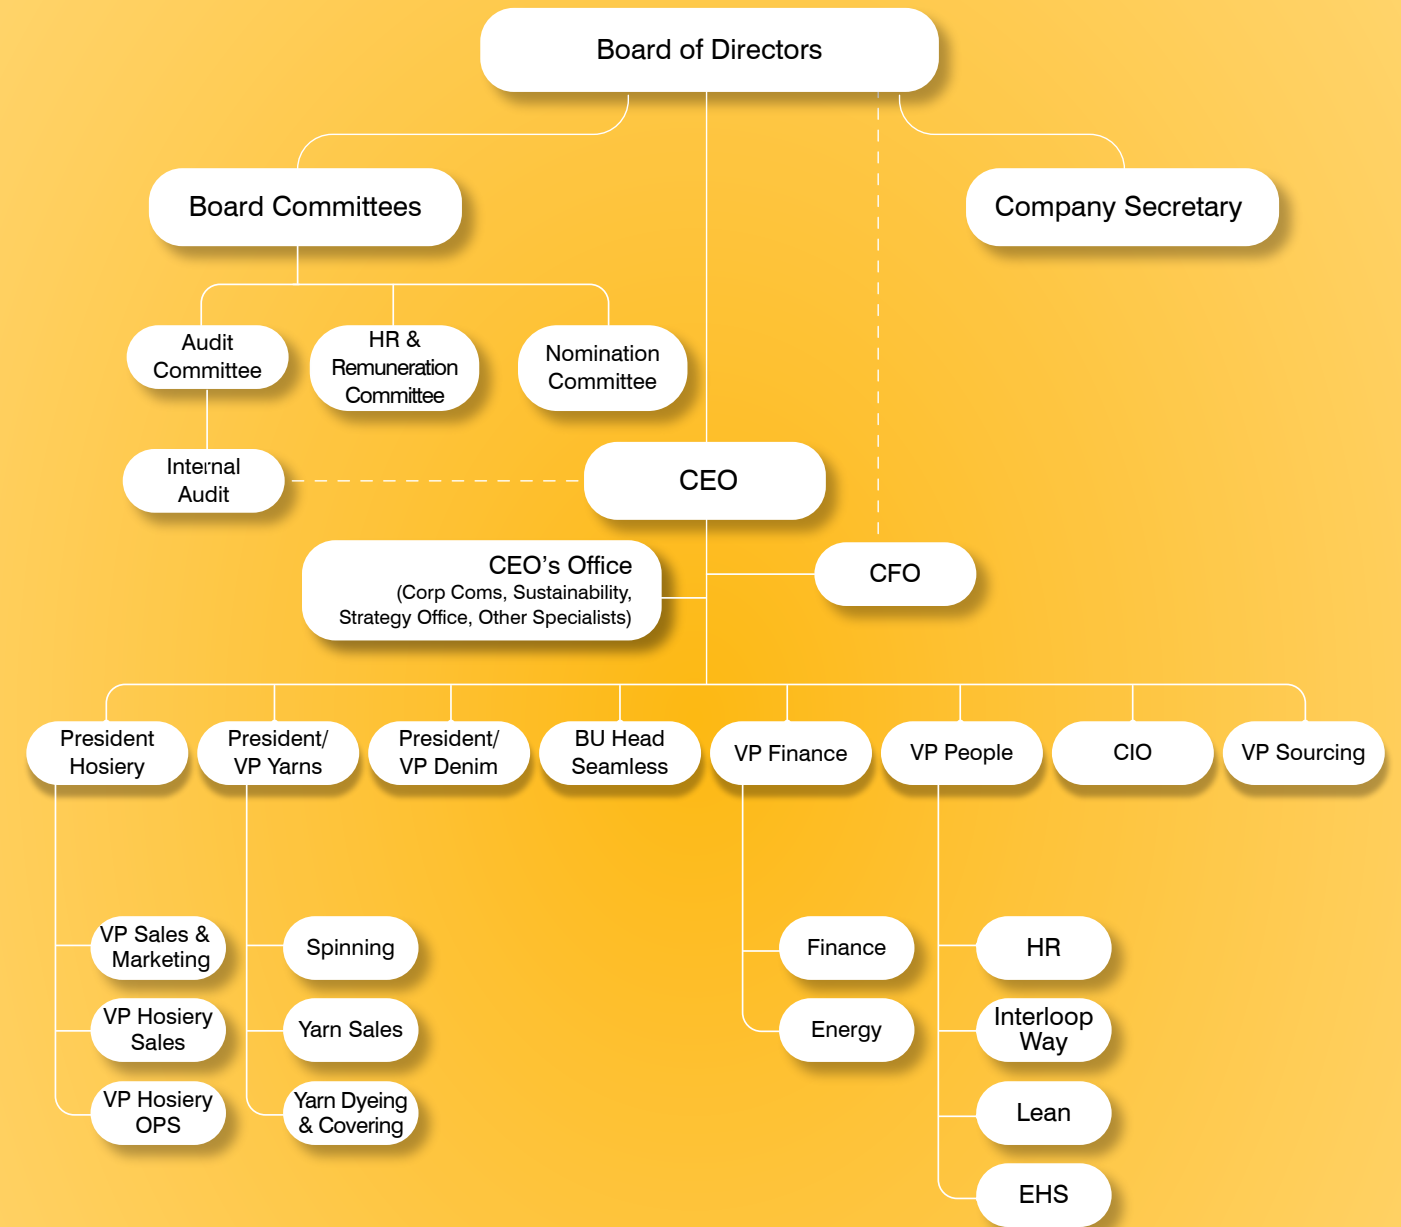 Board of Directors
Board Committees
Company Secretary
Audit
Committee
HR &
Remuneration
Committee
Nomination
Committee
Internal
Audit
CEO
CEO’s Office
(Corp Coms, Sustainability,
Strategy Office, Other Specialists)
CFO
President
Hosiery
President/
VP Yarns
President/
VP Denim
BU Head
Seamless
VP Finance
VP People
CIO
VP Sourcing
VP Sales &
Marketing
VP Hosiery
Sales
VP Hosiery
OPS
Spinning
Yarn Sales
Yarn Dyeing
& Covering
Finance
Energy
HR
Interloop
Way
Lean
EHS